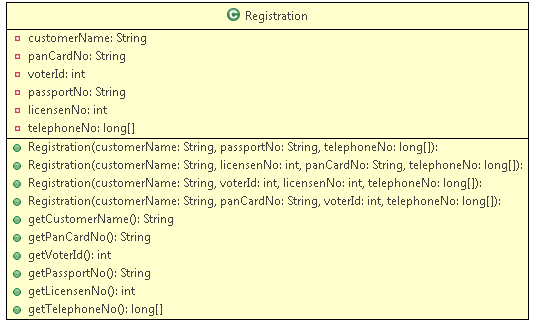 C Registration
customerName: String
panCardNo: String
voterId: int
passportNo: String
licensenNo: int
telephoneNo: long[]
Registration(customerName: String, passportNo: String, telephoneNo: long[]):
Registration(customerName: String, licensenNo: int, panCardNo: String, telephoneNo: long[]):
Registration(customerName: String, voterId: int, licensenNo: int, telephoneNo: long[]):
Registration(customerName: String, panCardNo: String, voterId: int, telephoneNo: long[]):
getCustomerName(): String
getPanCardNo(): String
getVoterId(): int
getPassportNo(): String
getLicensenNo(): int
getTelephoneNo(): long[]